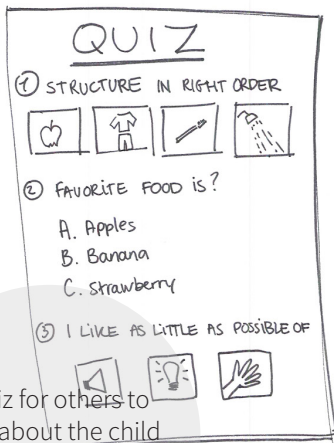 QUIZ
① STRUCTURE IN RIGHT ORDER
② FAVORITE FOOD is?
A. Apples
B. Banana
C. Strawberry
③ I LIKE AS LITTLE AS POSSIBLE OF
iz for others to
about the child